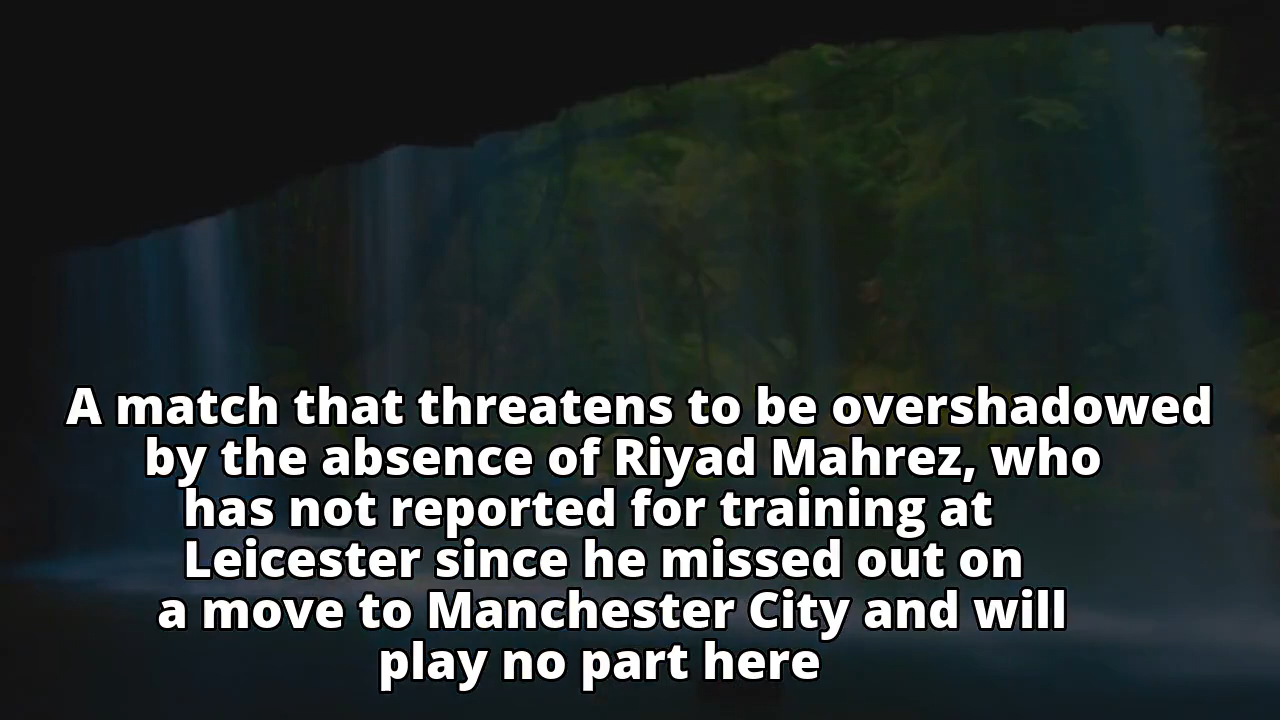 A match that threatens to be overshadowed
by the absence of Riyad Mahrez, who
has not reported for training at
Leicester since he missed out on
a move to Manchester City and will
play no part here